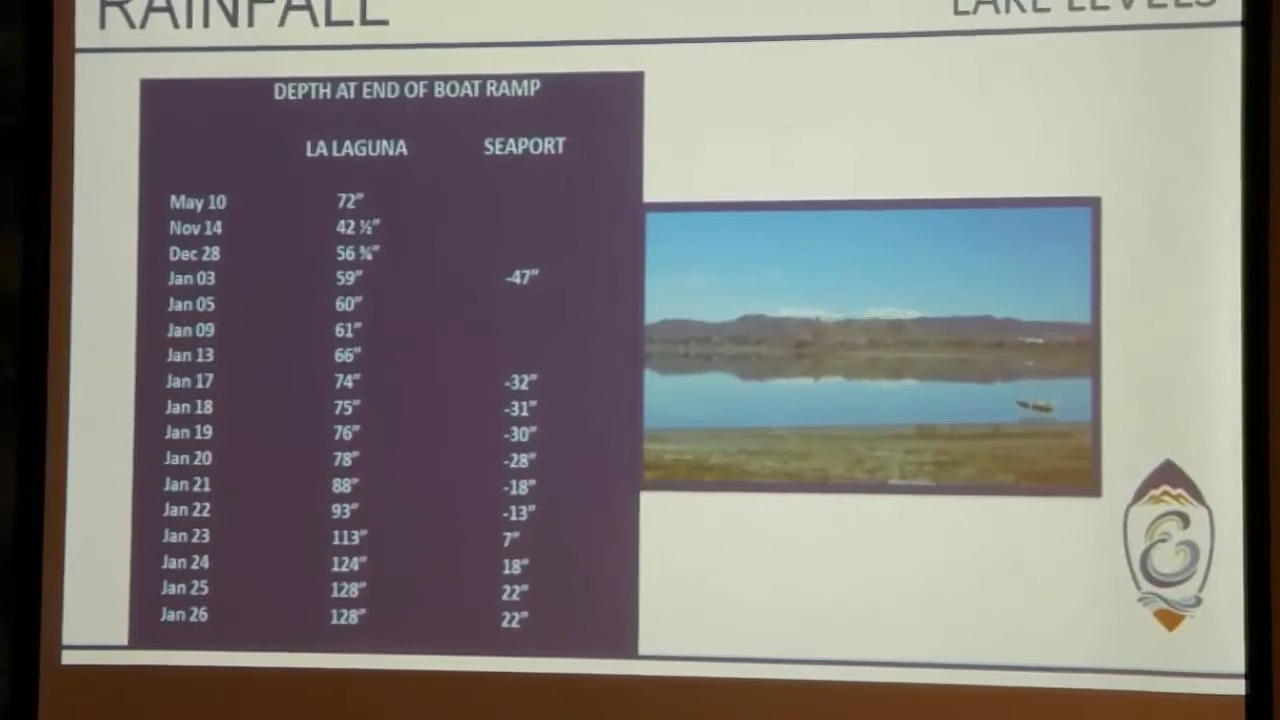 RAINFALL
LAKE LEVELS
DEPTH AT END OF BOAT RAMP
LA LAGUNA SEAPORT
May 10 72”
Nov 14 42 ½”
Dec 28 56 ¾”
Jan 03 59” -47”
Jan 05 60”
Jan 09 61”
Jan 13 66”
Jan 17 74” -32”
Jan 18 75” -31”
Jan 19 76” -30”
Jan 20 78” -28”
Jan 21 88” -18”
Jan 22 93” -13”
Jan 23 113” 7”
Jan 24 124” 18”
Jan 25 128” 22”
Jan 26 128” 22”